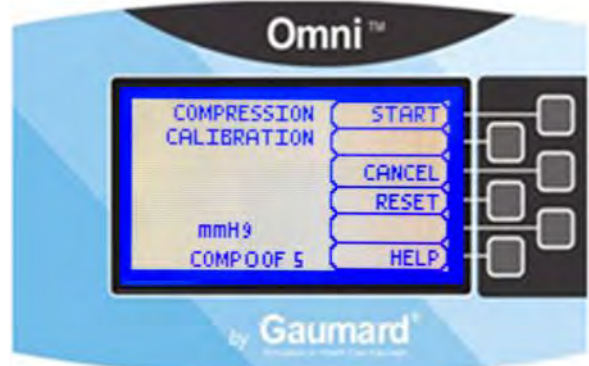 Omni™
COMPRESSION
CALIBRATION
START
CANCEL
RESET
mmHg
COMP 0 OF 5
HELP
by Gaumard®